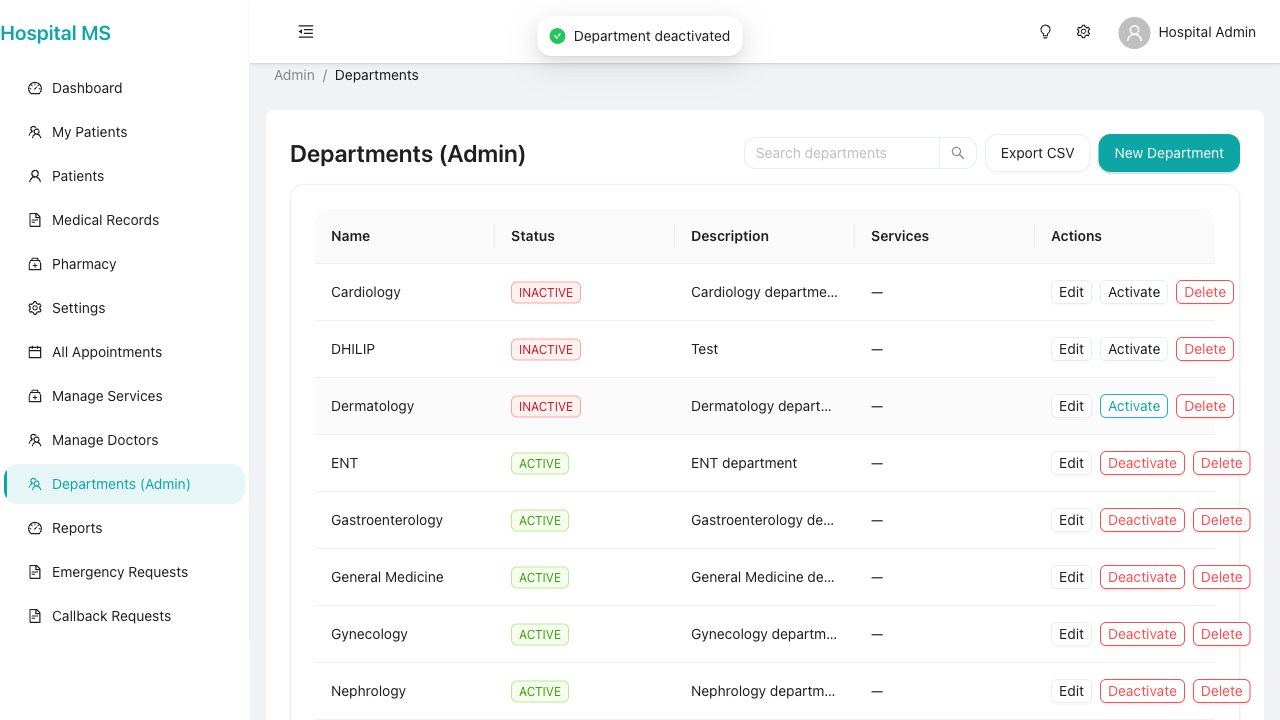 Hospital MS
Department deactivated
Hospital Admin
Dashboard
My Patients
Patients
Medical Records
Pharmacy
Settings
All Appointments
Manage Services
Manage Doctors
Departments (Admin)
Reports
Emergency Requests
Callback Requests
Admin / Departments
Departments (Admin)
Search departments
Export CSV
New Department
Name Status Description Services Actions
Cardiology INACTIVE Cardiology departme... — Edit Activate Delete
DHILIP INACTIVE Test — Edit Activate Delete
Dermatology INACTIVE Dermatology depart... — Edit Activate Delete
ENT ACTIVE ENT department — Edit Deactivate Delete
Gastroenterology ACTIVE Gastroenterology de... — Edit Deactivate Delete
General Medicine ACTIVE General Medicine de... — Edit Deactivate Delete
Gynecology ACTIVE Gynecology departm... — Edit Deactivate Delete
Nephrology ACTIVE Nephrology departm... — Edit Deactivate Delete